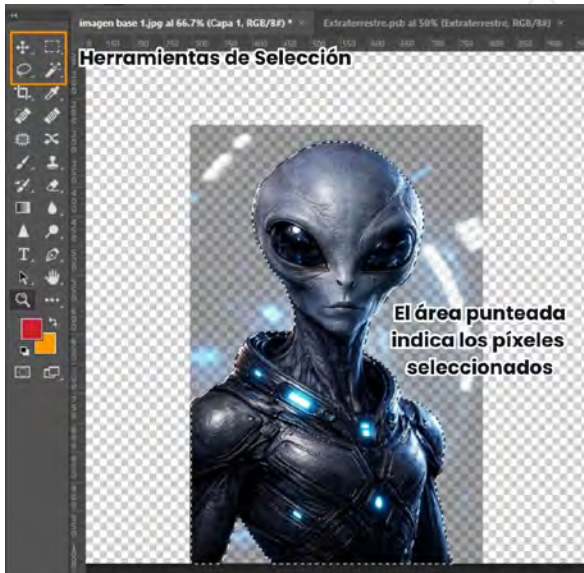 imagen base 1.jpg al 66.7% (Capa 1, RGB/8#) * ×
Extraterrestre.psb al 50% (Extraterrestre, RGB/8#) ×
Herramientas de Selección
El área punteada
indica los píxeles
seleccionados